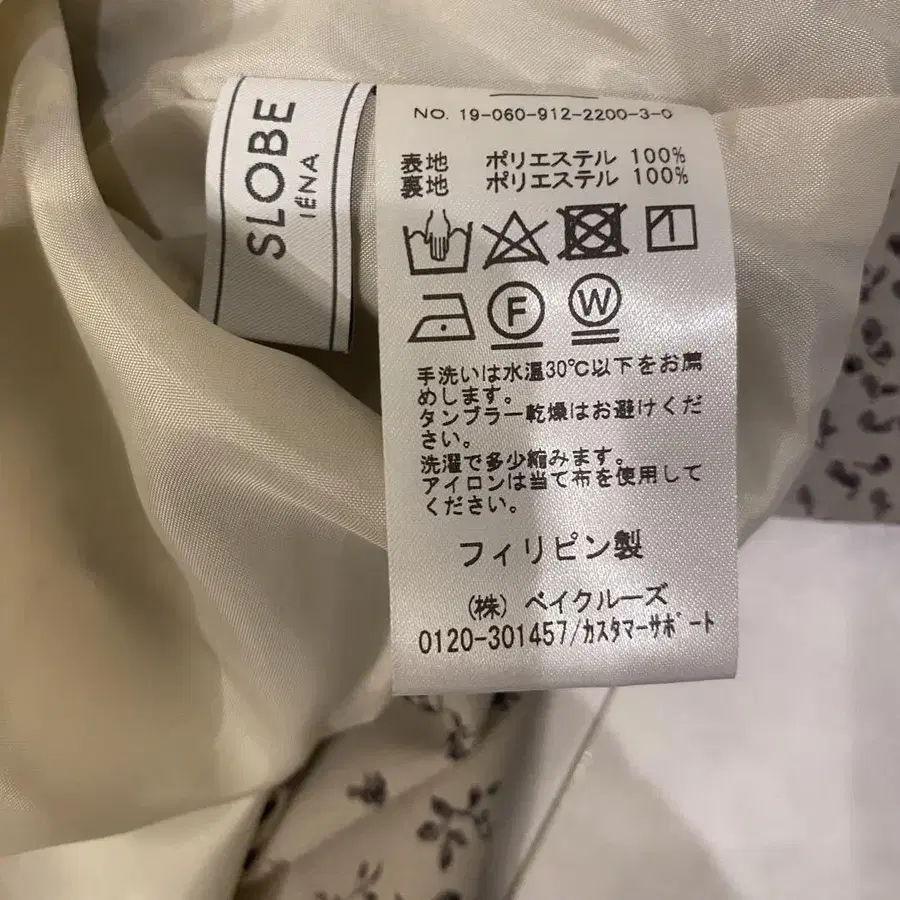 SLOBE
IÉNA
NO. 19-060-912-2200-3-0
表地 ポリエステル 100%
裏地 ポリエステル 100%
F W
手洗いは水温30℃以下をお薦
めします。
タンブラー乾燥はお避けくだ
さい。
洗濯で多少縮みます。
アイロンは当て布を使用して
ください。
フィリピン製
(株) ベイクルーズ
0120-301457/カスタマーサポート